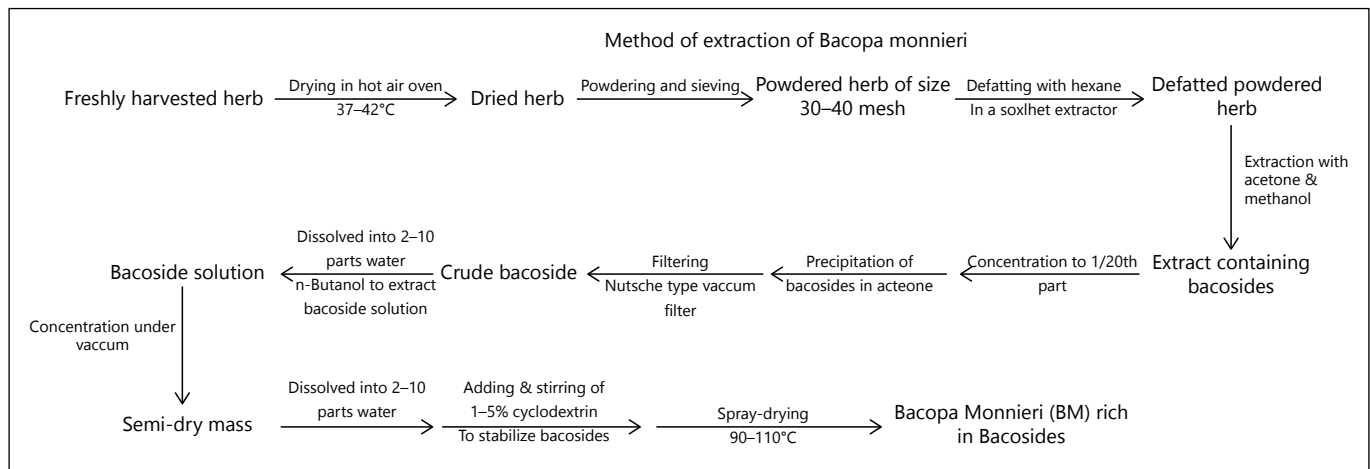 Method of extraction of Bacopa monnieri
Freshly harvested herb
Drying in hot air oven
37–42°C
Dried herb
Powdering and sieving
Powdered herb of size
30–40 mesh
Defatting with hexane
In a soxlhet extractor
Defatted powdered
herb
Extraction with
acetone &
methanol
Extract containing
bacosides
Concentration to 1/20th
part
Precipitation of
bacosides in acteone
Filtering
Nutsche type vaccum
filter
Crude bacoside
Dissolved into 2–10
parts water
n-Butanol to extract
bacoside solution
Bacoside solution
Concentration under
vaccum
Semi-dry mass
Dissolved into 2–10
parts water
Adding & stirring of
1–5% cyclodextrin
To stabilize bacosides
Spray-drying
90–110°C
Bacopa Monnieri (BM) rich
in Bacosides